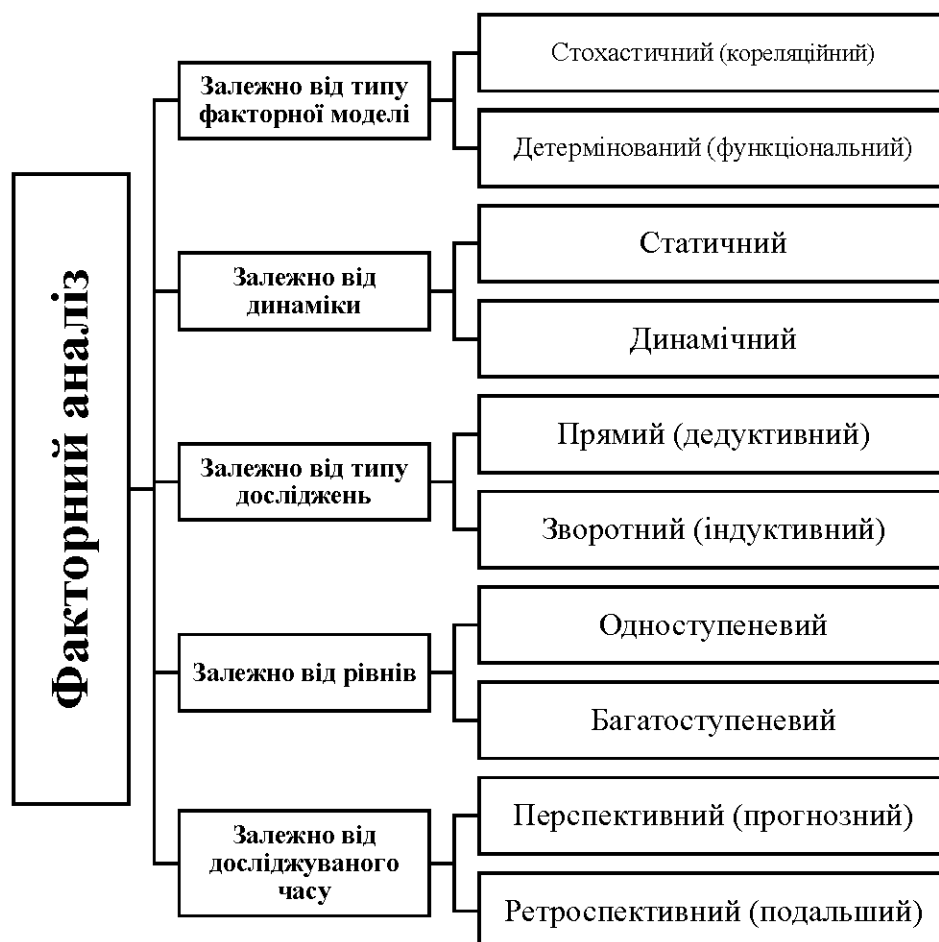 Факторний аналіз
Залежно від типу
факторної моделі
Стохастичний (кореляційний)
Детермінований (функціональний)
Залежно від
динаміки
Статичний
Динамічний
Залежно від типу
досліджень
Прямий (дедуктивний)
Зворотний (індуктивний)
Залежно від рівнів
Одноступеневий
Багатоступеневий
Залежно від
досліджуваного
часу
Перспективний (прогнозний)
Ретроспективний (подальший)